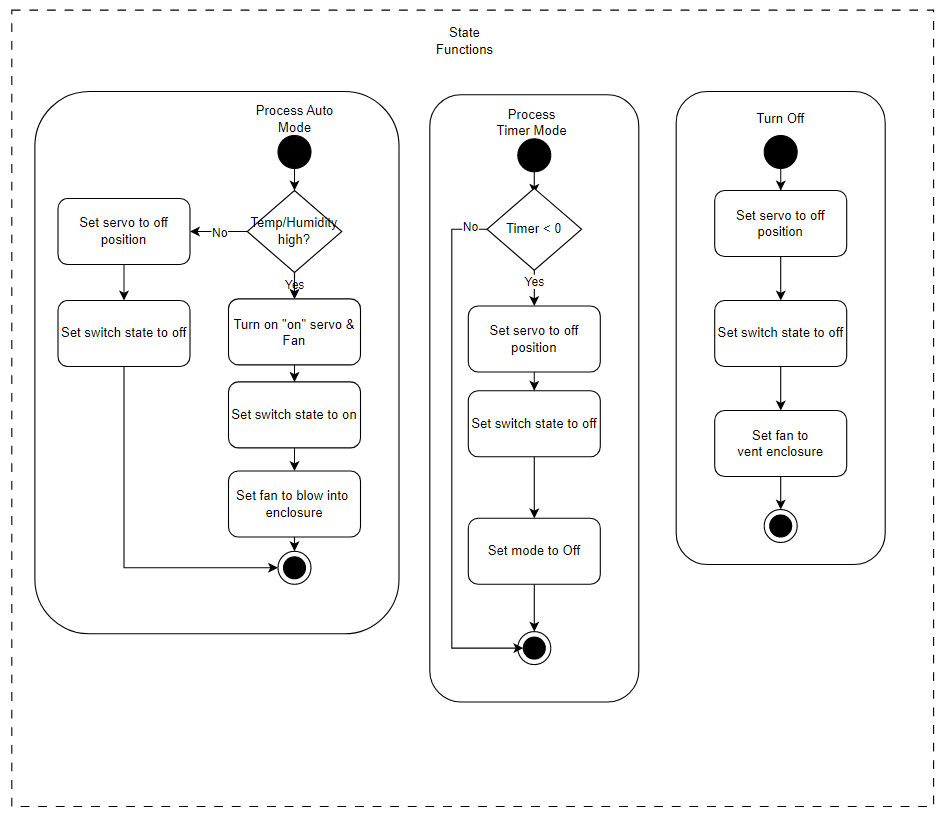 State
Functions
Process Auto
Mode
Temp/Humidity
high?
No
Yes
Set servo to off
position
Set switch state to off
Turn on "on" servo &
Fan
Set switch state to on
Set fan to blow into
enclosure
Process
Timer Mode
Timer < 0
No
Yes
Set servo to off
position
Set switch state to off
Set mode to Off
Turn Off
Set servo to off
position
Set switch state to off
Set fan to
vent enclosure